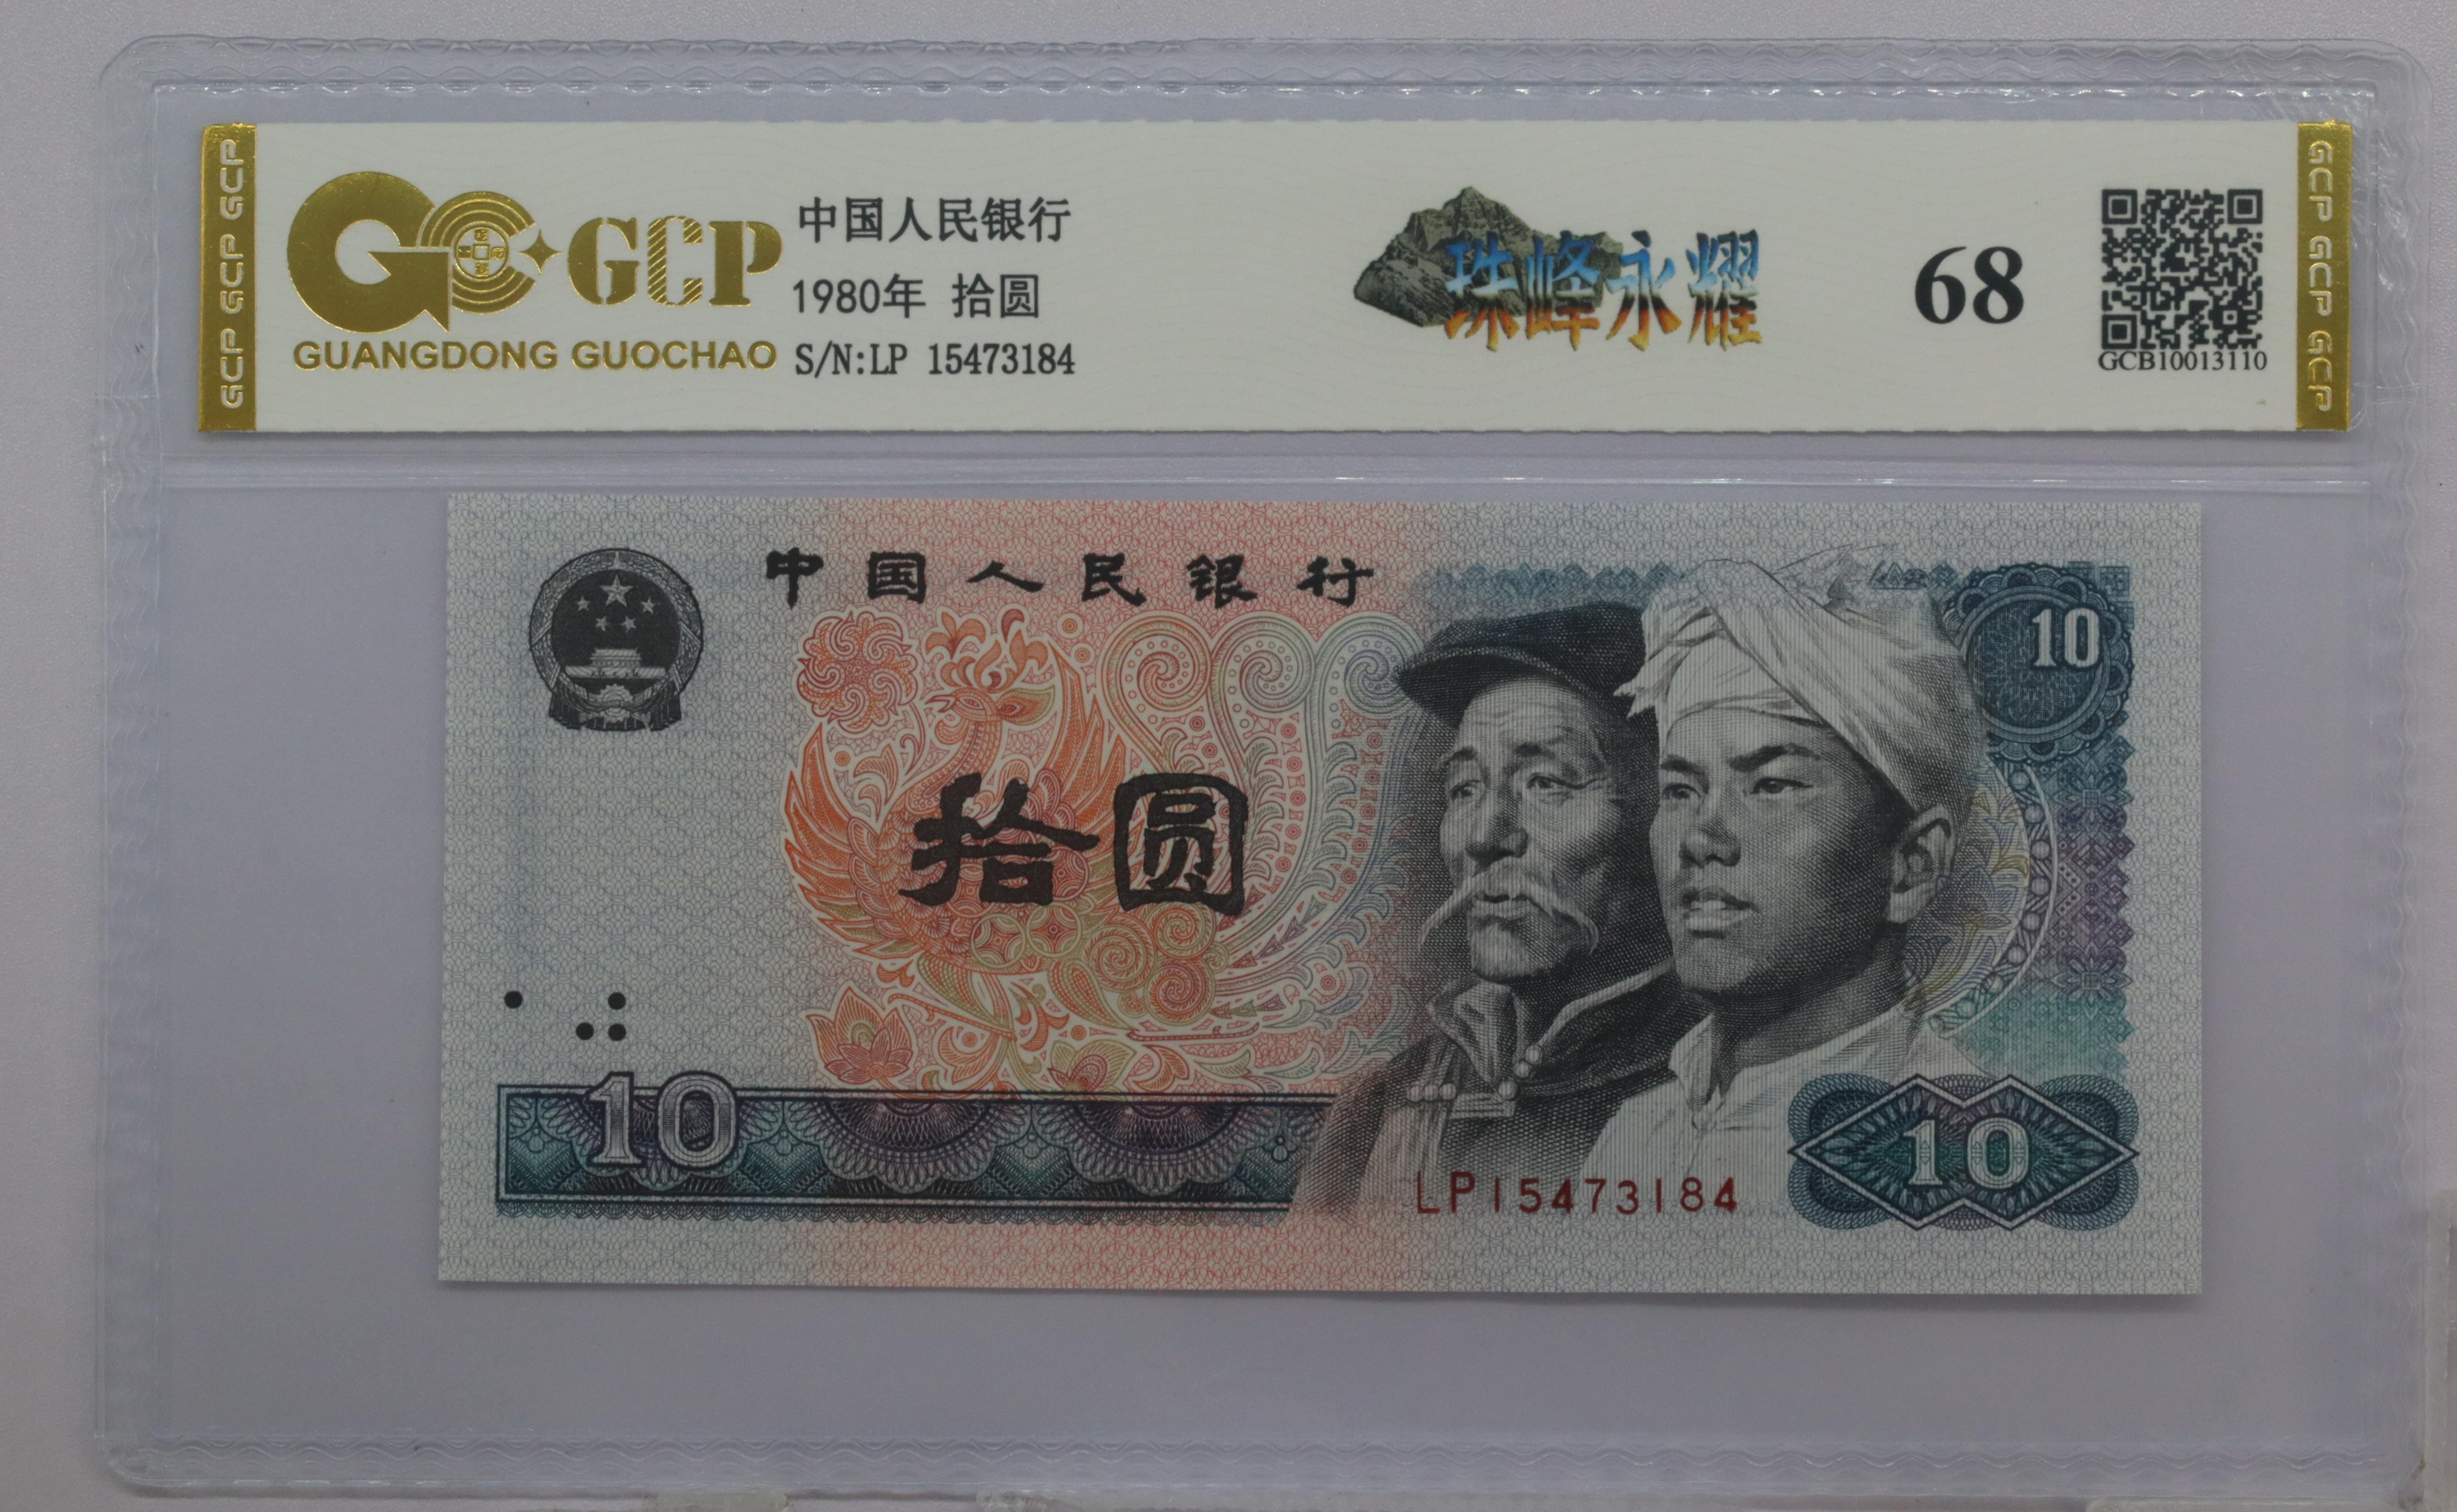 GCP GCP GCP
GCP
GUANGDONG GUOCHAO
中国人民银行
1980年 拾圆
S/N:LP 15473184
珠峰永耀
68
GCB10013110
GCP GCP GCP
中国人民银行
10
拾圆
10
LP15473184
10